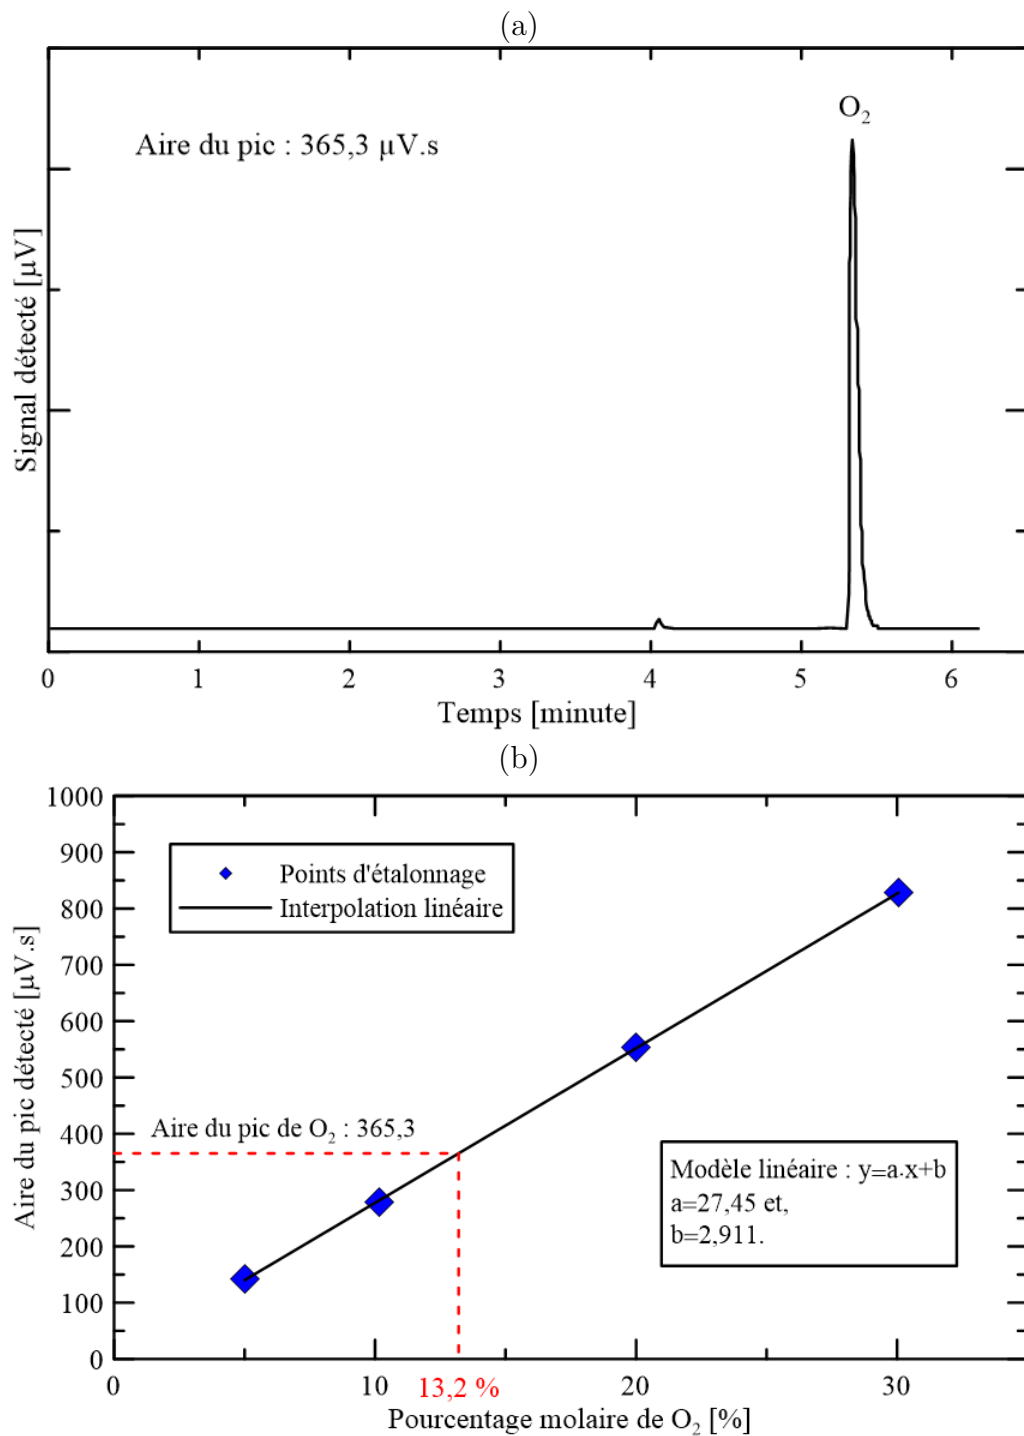 (a)
O₂
Aire du pic : 365,3 µV.s
Signal détecté [µV]
0 1 2 3 4 5 6
Temps [minute]
(b)
1000
900
800
700
600
500
400
300
200
100
0
Points d'étalonnage
Interpolation linéaire
Aire du pic détecté [µV.s]
Aire du pic de O₂ : 365,3
Modèle linéaire : y=a.x+b
a=27,45 et,
b=2,911.
0 10 13,2 % 20 30
Pourcentage molaire de O₂ [%]